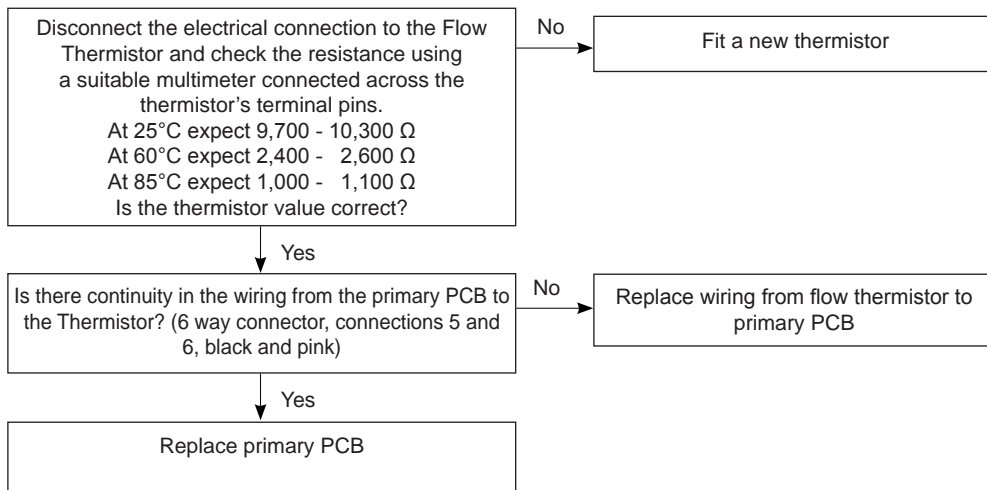 Disconnect the electrical connection to the Flow
Thermistor and check the resistance using
a suitable multimeter connected across the
thermistor’s terminal pins.
At 25°C expect 9,700 - 10,300 Ω
At 60°C expect 2,400 - 2,600 Ω
At 85°C expect 1,000 - 1,100 Ω
Is the thermistor value correct?
No
Fit a new thermistor
Yes
Is there continuity in the wiring from the primary PCB to
the Thermistor? (6 way connector, connections 5 and
6, black and pink)
No
Replace wiring from flow thermistor to
primary PCB
Yes
Replace primary PCB